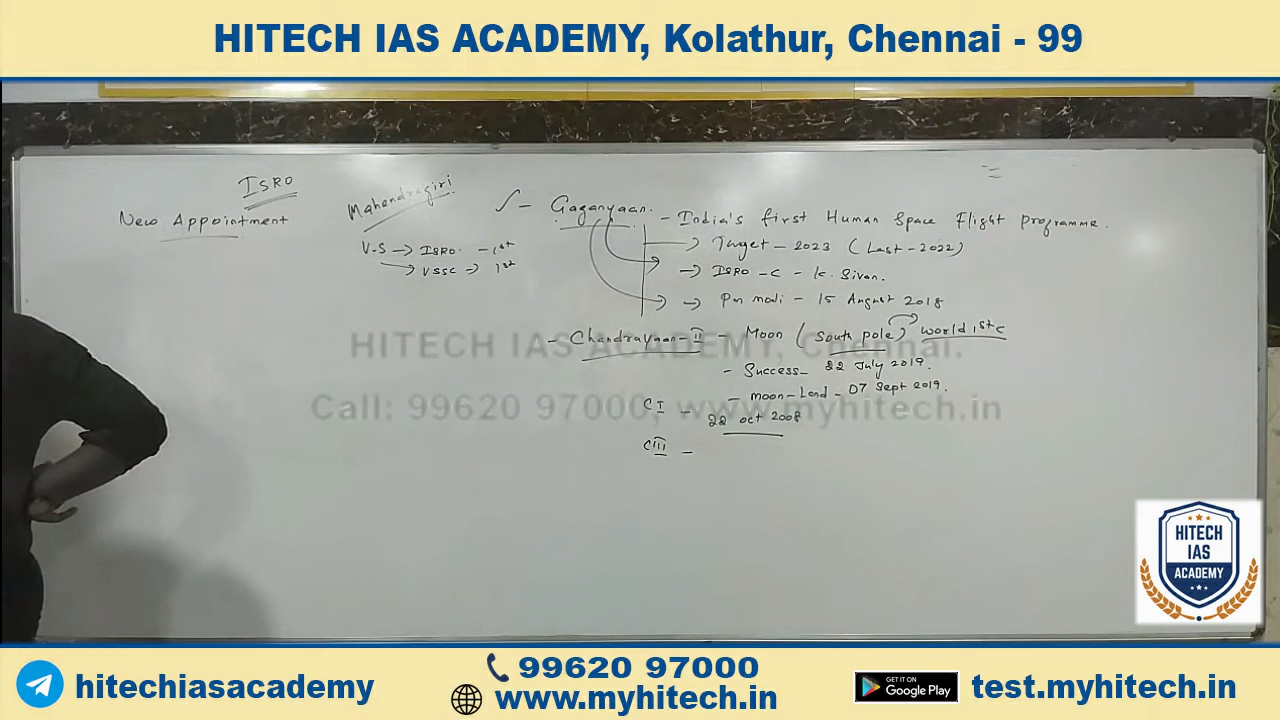 HITECH IAS ACADEMY, Kolathur, Chennai - 99
ISRO
New Appointment
Mahendragiri
V.S → ISRO. - 1st
→ VSSC → 1st
- Gaganyaan. - India's first Human Space Flight Programme.
→ Target - 2023 (Last - 2022)
→ ISRO - C - K. Sivan.
→ Pm modi - 15 August 2018
- Chandrayaan-II - Moon (South pole) world 1st c
- Success - 22 July 2019.
- moon-Land - 07 Sept 2019.
CI - 22 oct 2008
CIII -
HITECH IAS ACADEMY, Chennai.
Call: 99620 97000, www.myhitech.in
HITECH
IAS
ACADEMY
hitechiasacademy
99620 97000
www.myhitech.in
GET IT ON
Google Play
test.myhitech.in